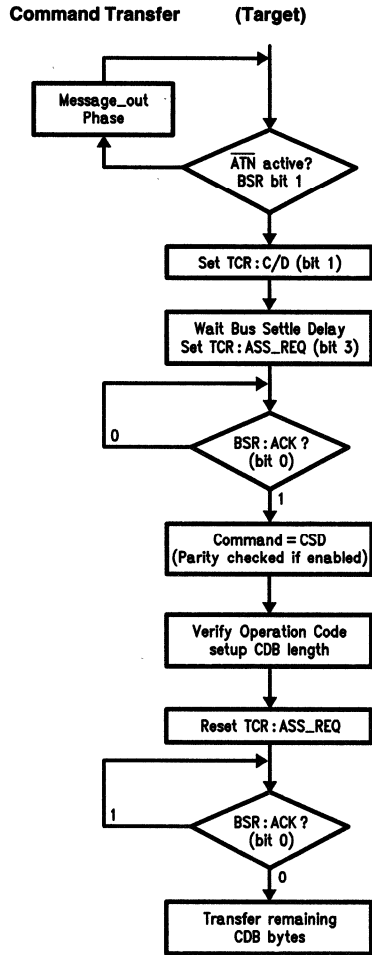 Command Transfer (Target)
Message_out
Phase
A̅T̅N̅ active?
BSR bit 1
Set TCR:C/D (bit 1)
Wait Bus Settle Delay
Set TCR:ASS_REQ (bit 3)
0
BSR:ACK?
(bit 0)
1
Command = CSD
(Parity checked if enabled)
Verify Operation Code
setup CDB length
Reset TCR:ASS_REQ
1
BSR:ACK?
(bit 0)
0
Transfer remaining
CDB bytes